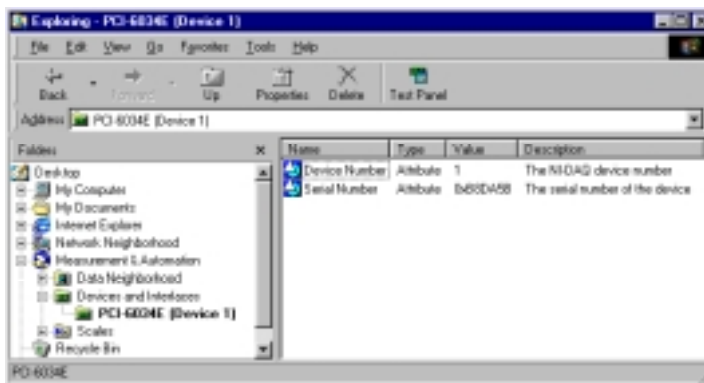 Exploring - PCI-6034E (Device 1)
File Edit View Go Favorites Tools Help
Back Forward Up Properties Delete Test Panel
Address PCI-6034E (Device 1)
Folders
Name Type Value Description
Device Number Attribute 1 The NI-DAQ device number
Serial Number Attribute The serial number of the device
Desktop
My Computer
My Documents
Internet Explorer
Network Neighborhood
Measurement & Automation
Data Neighborhood
Devices and Interfaces
PCI-6034E (Device 1)
Scales
Recycle Bin
PCI-6034E